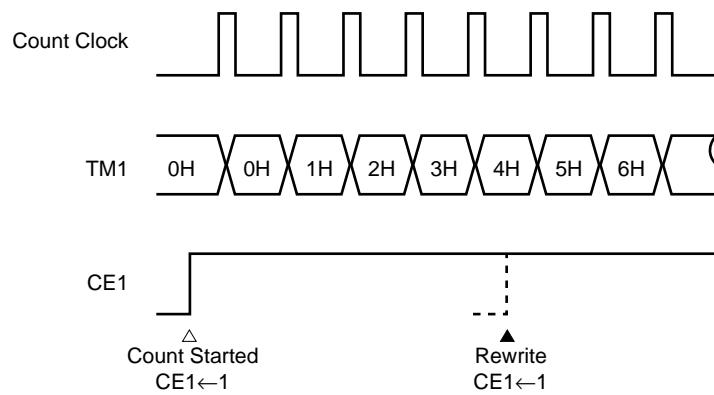 Count Clock
TM1 0H 0H 1H 2H 3H 4H 5H 6H
CE1
Count Started Rewrite
CE1←1 CE1←1